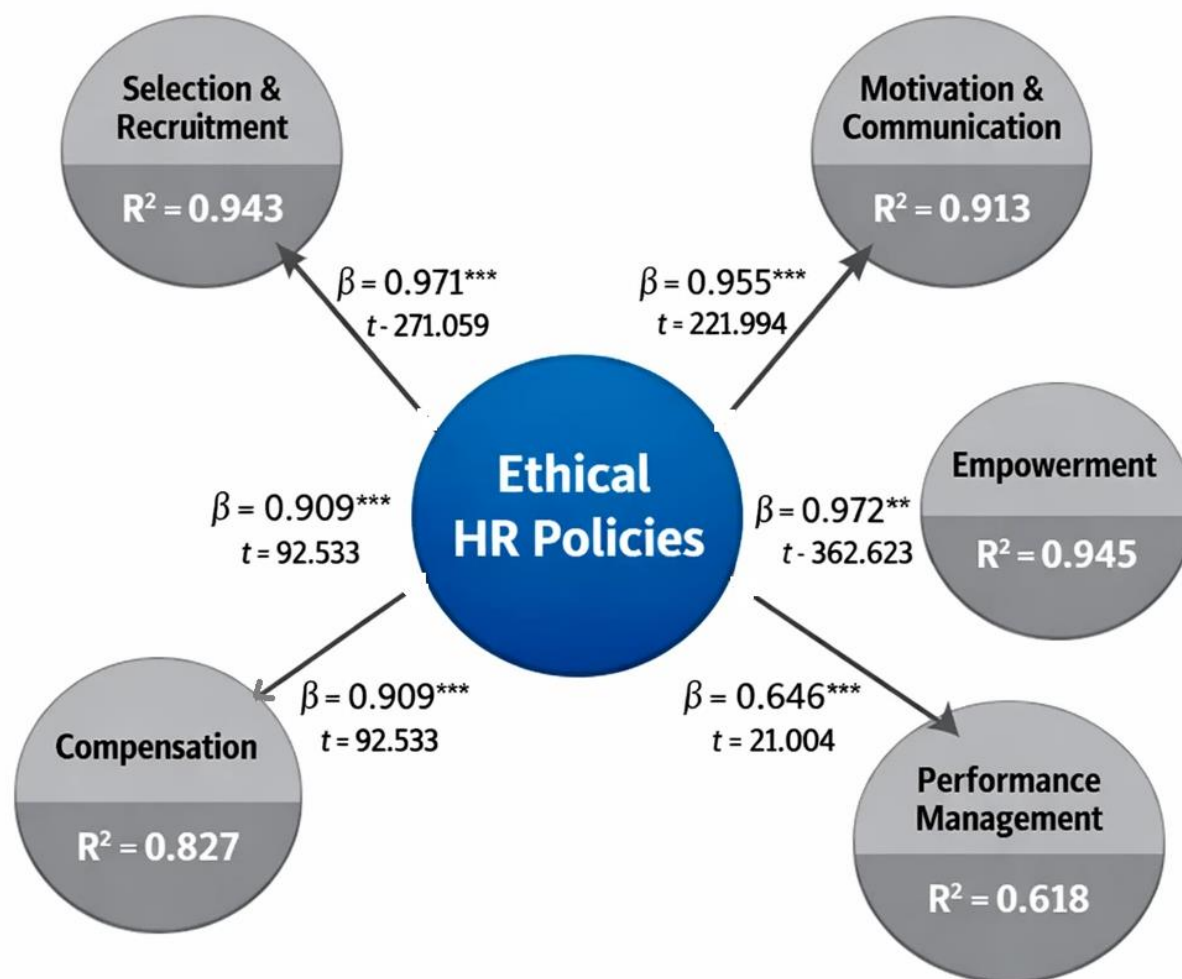 Selection &
Recruitment
R² = 0.943
Motivation &
Communication
R² = 0.913
β = 0.971***
t - 271.059
β = 0.955***
t = 221.994
Ethical
HR Policies
Empowerment
R² = 0.945
β = 0.909***
t = 92.533
β = 0.972**
t - 362.623
Compensation
R² = 0.827
β = 0.909***
t = 92.533
β = 0.646***
t = 21.004
Performance
Management
R² = 0.618